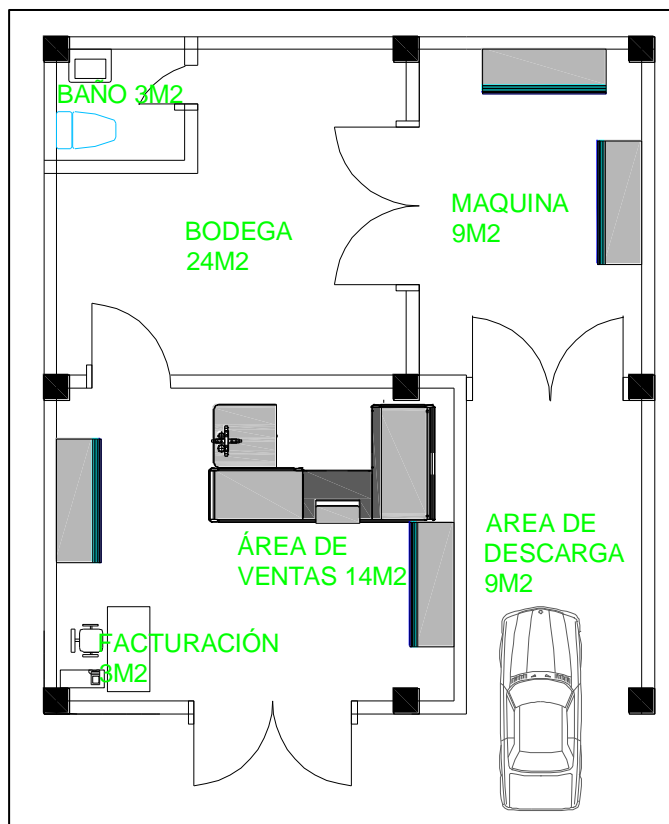 BAÑO 3M2
BODEGA
24M2
MAQUINA
9M2
ÁREA DE
VENTAS 14M2
AREA DE
DESCARGA
9M2
FACTURACIÓN
3M2